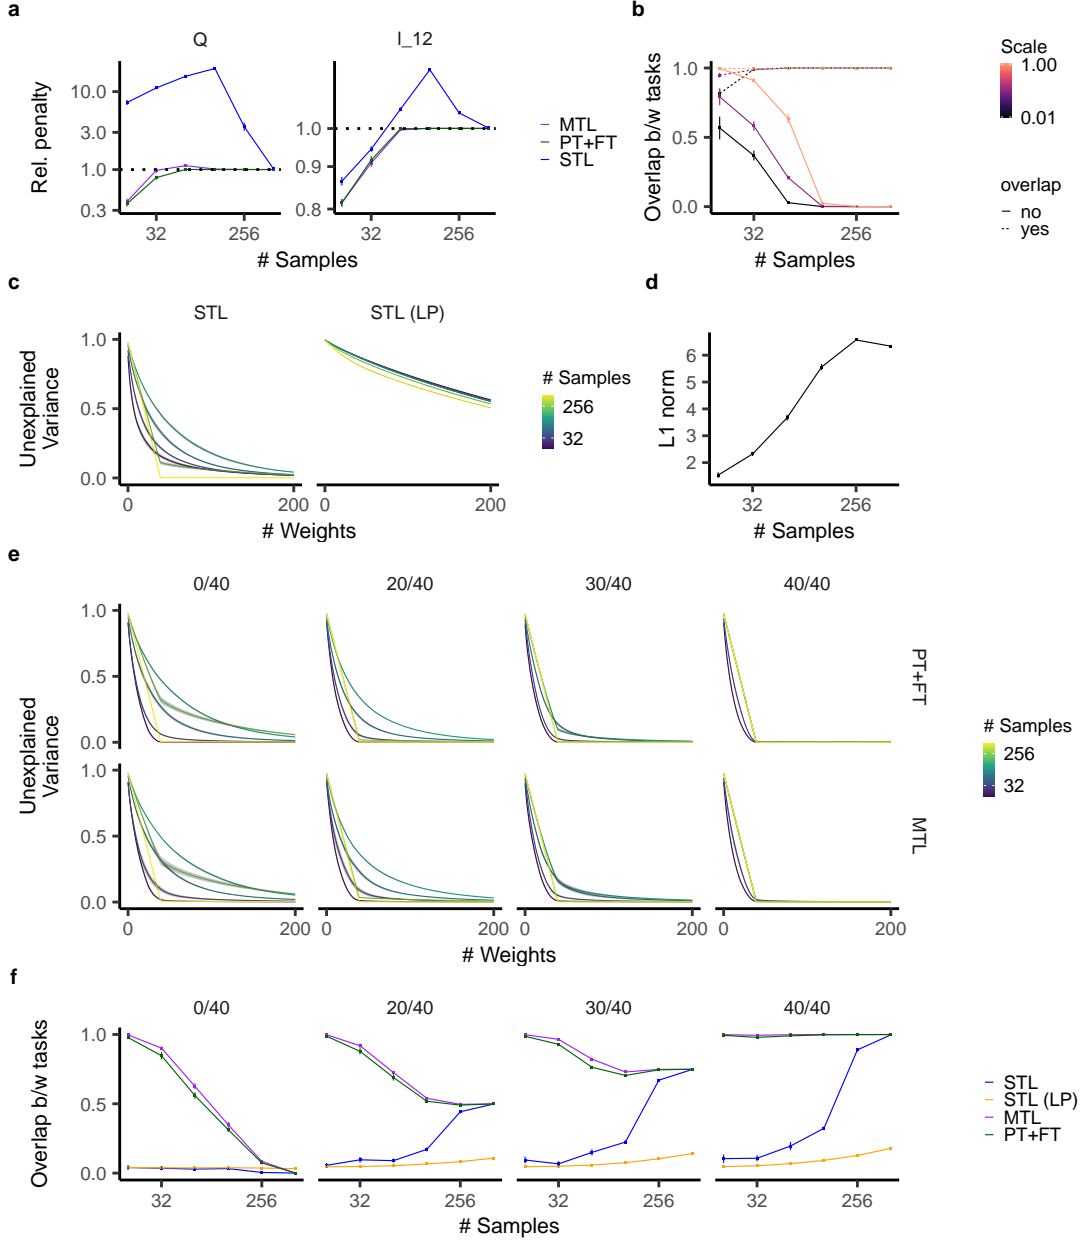 a
Q
l_12
Rel. penalty
10.0
3.0
1.0
0.3
1.0
0.9
0.8
32
256
32
256
# Samples
MTL
PT+FT
STL
b
Overlap b/w tasks
1.0
0.5
0.0
32
256
# Samples
Scale
1.00
0.01
overlap
no
yes
c
STL
STL (LP)
Unexplained
Variance
1.0
0.5
0.0
0
200
0
200
# Weights
# Samples
256
32
d
L1 norm
6
5
4
3
2
32
256
# Samples
e
0/40
20/40
30/40
40/40
Unexplained
Variance
1.0
0.5
0.0
PT+FT
Unexplained
Variance
1.0
0.5
0.0
MTL
0
200
0
200
0
200
0
200
# Weights
# Samples
256
32
f
0/40
20/40
30/40
40/40
Overlap b/w tasks
1.0
0.5
0.0
32
256
32
256
32
256
32
256
# Samples
STL
STL (LP)
MTL
PT+FT